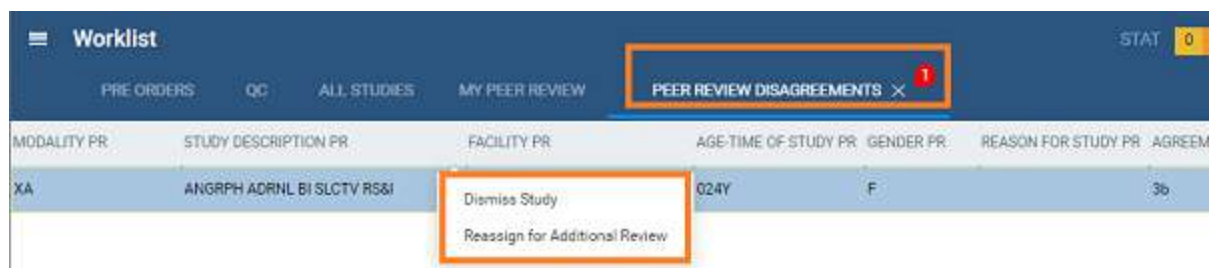 Worklist
STAT 0
PRE ORDERS QC ALL STUDIES MY PEER REVIEW PEER REVIEW DISAGREEMENTS × 1
MODALITY PR STUDY DESCRIPTION PR FACILITY PR AGE-TIME OF STUDY PR GENDER PR REASON FOR STUDY PR AGREEM
XA ANGRPH ADRNL BI SLCTV RS&I 024Y F 3b
Dismiss Study
Reassign for Additional Review